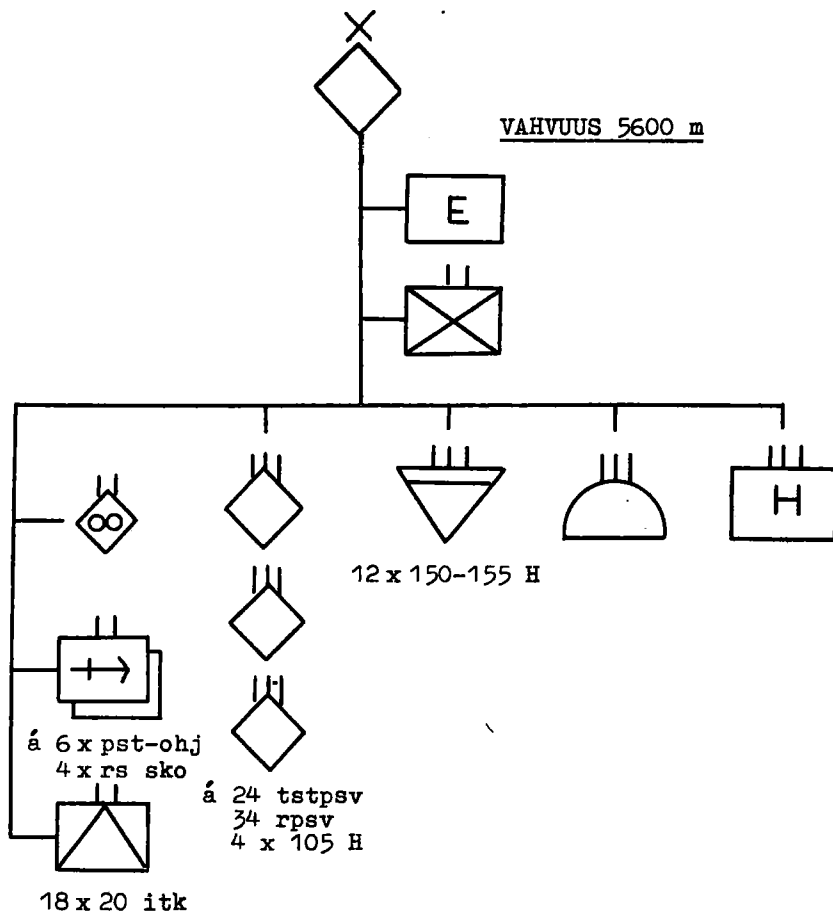 VAHVUUS 5600 m
E
H
12 x 150-155 H
á 6 x pst-ohj
4 x rs sko
á 24 tstpsv
34 rpsv
4 x 105 H
18 x 20 itk